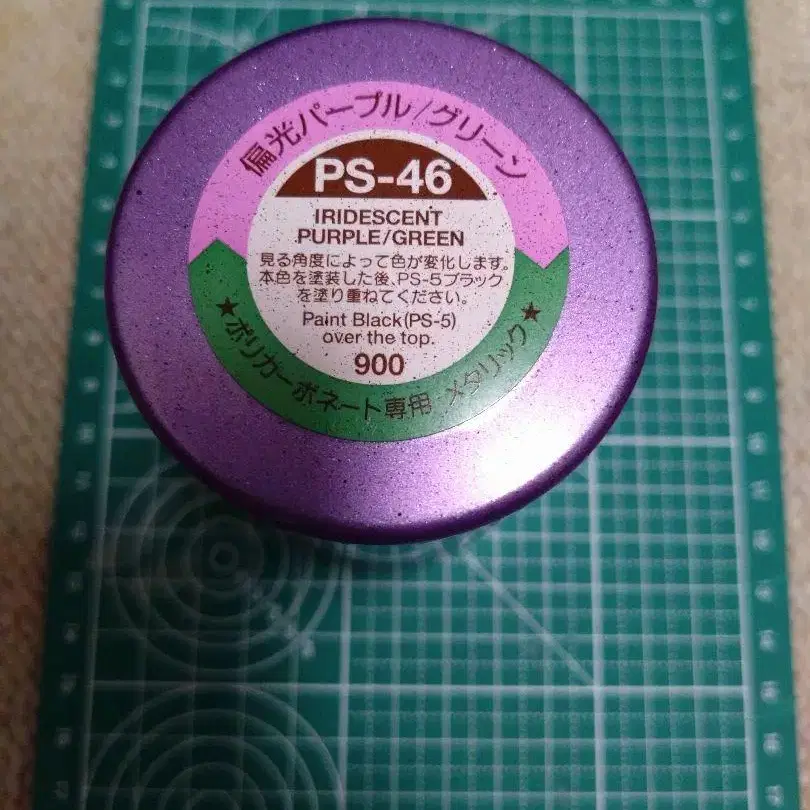 偏光パープル/グリーン
PS-46
IRIDESCENT
PURPLE/GREEN
見る角度によって色が変化します。
本色を塗装した後、PS-5ブラック
を塗り重ねてください。
Paint Black(PS-5)
over the top.
900
★ポリカーボネート専用 メタリック★